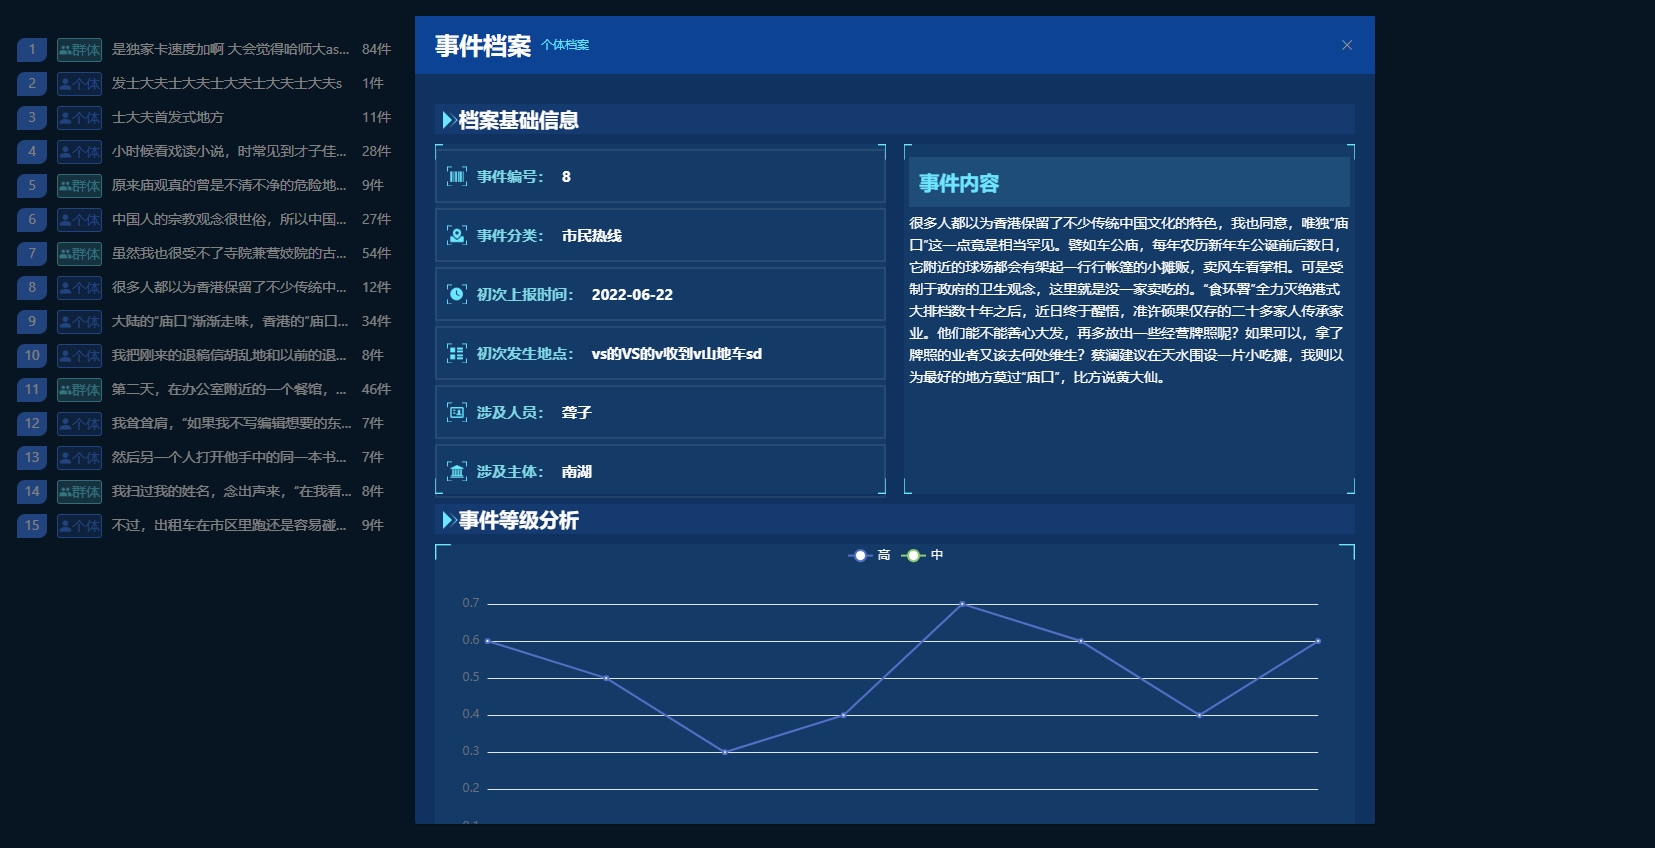 1 群体 是独家卡速度加啊 大会觉得哈师大as... 84件
2 个体 发士大夫士大夫士大夫士大夫士大夫s 1件
3 个体 士大夫首发式地方 11件
4 个体 小时候看戏读小说，时常见到才子佳... 28件
5 群体 原来庙观真的曾是不清不净的危险地... 9件
6 个体 中国人的宗教观念很世俗，所以中国... 27件
7 群体 虽然我也很受不了寺院兼营妓院的古... 54件
8 个体 很多人都以为香港保留了不少传统中... 12件
9 个体 大陆的“庙口”渐渐走味，香港的“庙口... 34件
10 个体 我把刚来的退稿信胡乱地和以前的退... 8件
11 群体 第二天，在办公室附近的一个餐馆，... 46件
12 个体 我耸耸肩，“如果我不写编辑想要的东... 7件
13 个体 然后另一个人打开他手中的同一本书... 7件
14 群体 我扫过我的姓名，念出声来，“在我看... 8件
15 个体 不过，出租车在市区里跑还是容易碰... 9件
事件档案 个体档案
档案基础信息
事件编号： 8
事件分类： 市民热线
初次上报时间： 2022-06-22
初次发生地点： vs的VS的v收到v山地车sd
涉及人员： 聋子
涉及主体： 南湖
事件内容
很多人都以为香港保留了不少传统中国文化的特色，我也同意，唯独“庙
口”这一点竟是相当罕见。譬如车公庙，每年农历新年车公诞前后数日，
它附近的球场都会有架起一行行帐篷的小摊贩，卖风车看掌相。可是受
制于政府的卫生观念，这里就是没一家卖吃的。“食环署”全力灭绝港式
大排档数十年之后，近日终于醒悟，准许硕果仅存的二十多家人传承家
业。他们能不能善心大发，再多放出一些经营牌照呢？如果可以，拿了
牌照的业者又该去何处维生？蔡澜建议在天水围设一片小吃摊，我则以
为最好的地方莫过“庙口”，比方说黄大仙。
事件等级分析
高 中
0.7
0.6
0.5
0.4
0.3
0.2